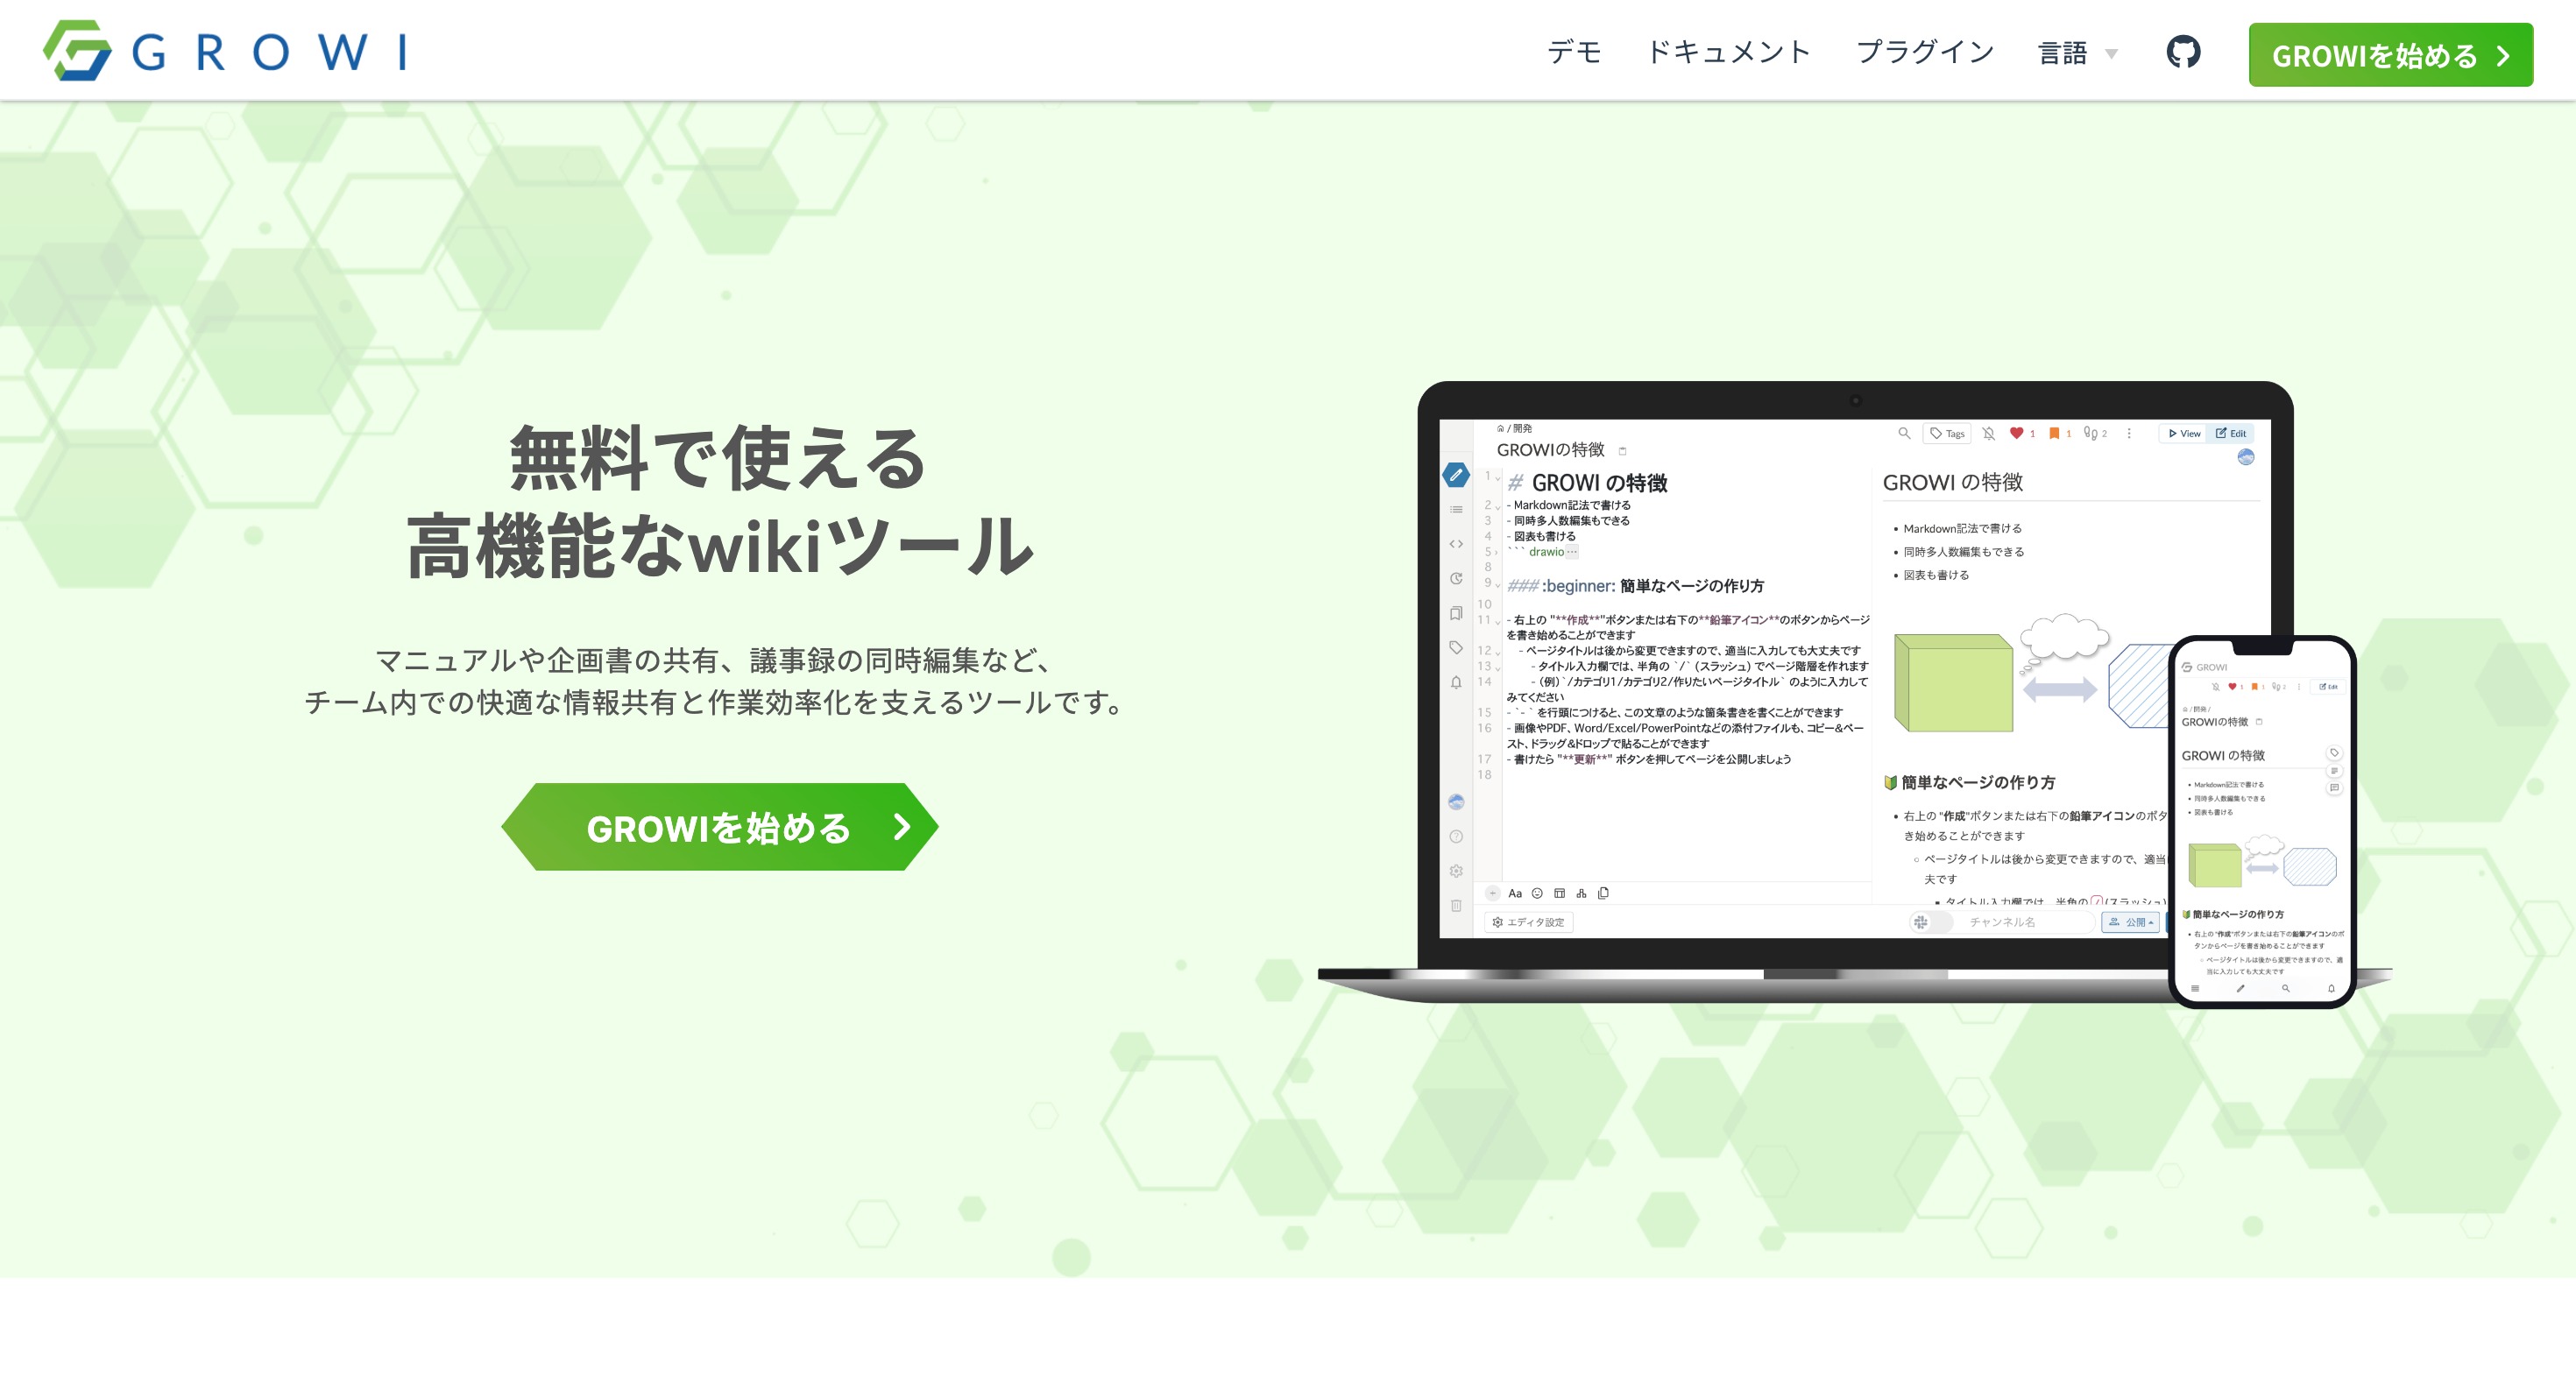 GROWI
デモ
ドキュメント
プラグイン
言語
GROWIを始める
無料で使える
高機能なwikiツール
マニュアルや企画書の共有、議事録の同時編集など、
チーム内での快適な情報共有と作業効率化を支えるツールです。
GROWIを始める
/ 開発
GROWIの特徴
Tags
1
1
2
View
Edit
1 # GROWI の特徴
2 - Markdown記法で書ける
3 - 同時多人数編集もできる
4 - 図表も書ける
5 ``` drawio…
8
9 ### :beginner: 簡単なページの作り方
10
11 - 右上の "**作成**"ボタンまたは右下の**鉛筆アイコン**のボタンからページ
を書き始めることができます
12 - ページタイトルは後から変更できますので、適当に入力しても大丈夫です
13 - タイトル入力欄では、半角の `/` (スラッシュ) でページ階層を作れます
14 - (例)`/カテゴリ1/カテゴリ2/作りたいページタイトル` のように入力して
みてください
15 - `- ` を行頭につけると、この文章のような箇条書きを書くことができます
16 - 画像やPDF、Word/Excel/PowerPointなどの添付ファイルも、コピー&ペー
スト、ドラッグ&ドロップで貼ることができます
17 - 書けたら "**更新**" ボタンを押してページを公開しましょう
18
Aa
エディタ設定
GROWI の特徴
Markdown記法で書ける
同時多人数編集もできる
図表も書ける
簡単なページの作り方
右上の "作成"ボタンまたは右下の鉛筆アイコンのボタ
き始めることができます
ページタイトルは後から変更できますので、適当
夫です
タイトル入力欄では、半角の / (スラッシュ)
チャンネル名
公開
GROWI
1
1
2
Edit
/ 開発 /
GROWIの特徴
GROWI の特徴
Markdown記法で書ける
同時多人数編集もできる
図表も書ける
簡単なページの作り方
右上の "作成"ボタンまたは右下の鉛筆アイコンのボ
タンからページを書き始めることができます
ページタイトルは後から変更できますので、適
当に入力しても大丈夫です